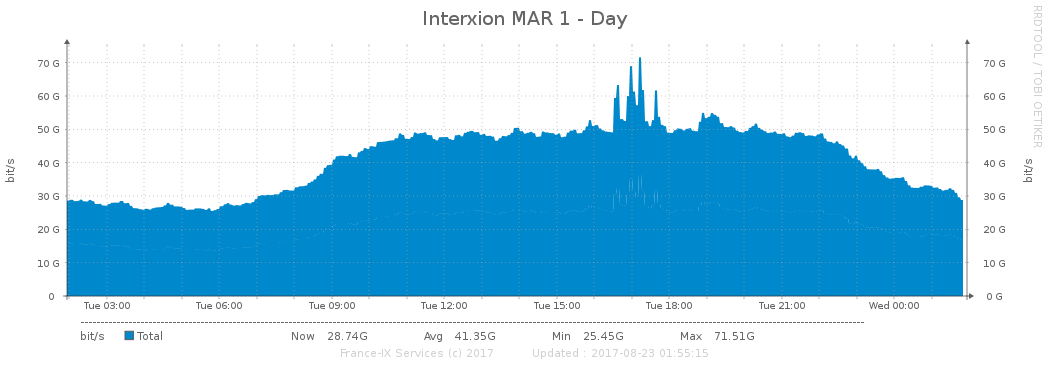 Interxion MAR 1 - Day
RRDTOOL / TOBI OETIKER
bit/s
bit/s
70 G 70 G
60 G 60 G
50 G 50 G
40 G 40 G
30 G 30 G
20 G 20 G
10 G 10 G
0 0 G
Tue 03:00 Tue 06:00 Tue 09:00 Tue 12:00 Tue 15:00 Tue 18:00 Tue 21:00 Wed 00:00
bit/s Total Now 28.74G Avg 41.35G Min 25.45G Max 71.51G
France-IX Services (c) 2017 Updated : 2017-08-23 01:55:15